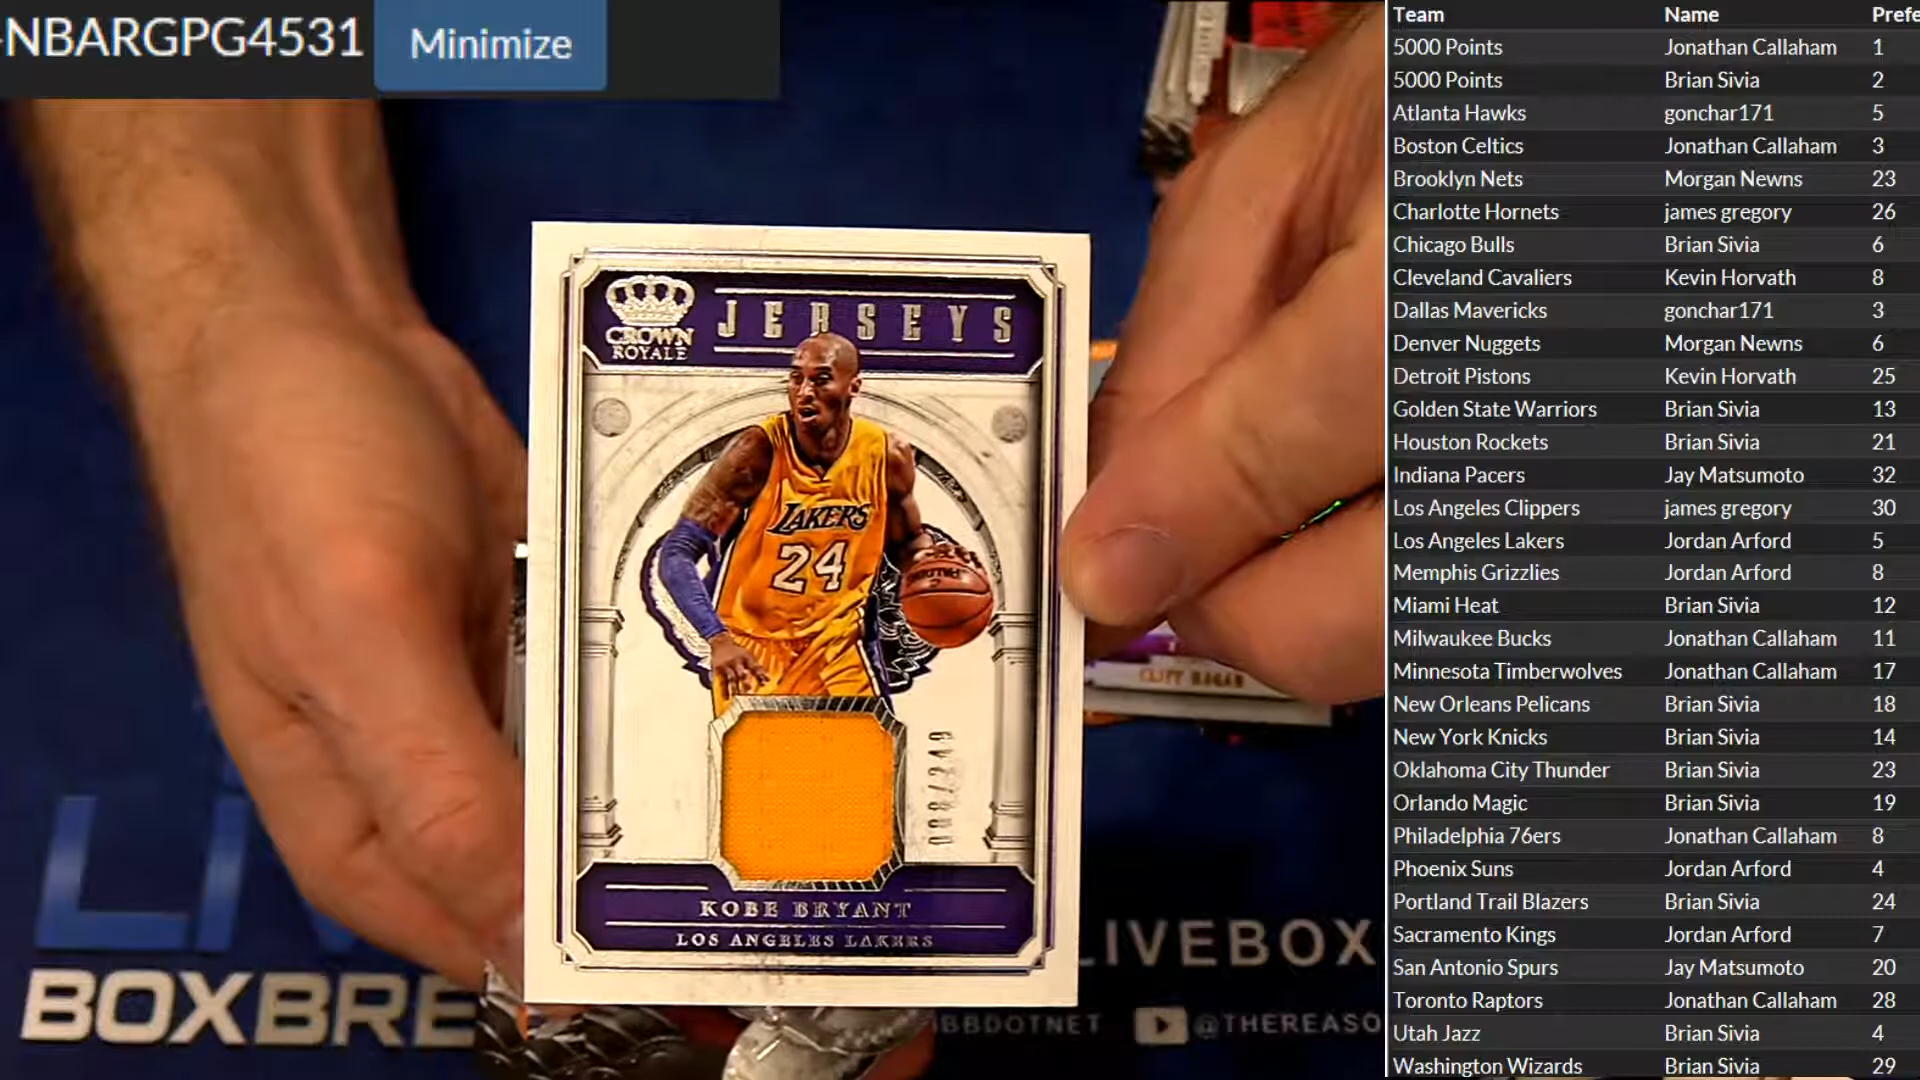 -NBARGPG4531
Minimize
CROWN
ROYALE
JERSEYS
LAKERS
24
098/249
KOBE BRYANT
LOS ANGELES LAKERS
CLIFF HAGAN
BOXBRE
LIVEBOX
BBDOTNET
@THEREASO
Team Name Prefe
5000 Points Jonathan Callaham 1
5000 Points Brian Sivia 2
Atlanta Hawks gonchar171 5
Boston Celtics Jonathan Callaham 3
Brooklyn Nets Morgan Newns 23
Charlotte Hornets james gregory 26
Chicago Bulls Brian Sivia 6
Cleveland Cavaliers Kevin Horvath 8
Dallas Mavericks gonchar171 3
Denver Nuggets Morgan Newns 6
Detroit Pistons Kevin Horvath 25
Golden State Warriors Brian Sivia 13
Houston Rockets Brian Sivia 21
Indiana Pacers Jay Matsumoto 32
Los Angeles Clippers james gregory 30
Los Angeles Lakers Jordan Arford 5
Memphis Grizzlies Jordan Arford 8
Miami Heat Brian Sivia 12
Milwaukee Bucks Jonathan Callaham 11
Minnesota Timberwolves Jonathan Callaham 17
New Orleans Pelicans Brian Sivia 18
New York Knicks Brian Sivia 14
Oklahoma City Thunder Brian Sivia 23
Orlando Magic Brian Sivia 19
Philadelphia 76ers Jonathan Callaham 8
Phoenix Suns Jordan Arford 4
Portland Trail Blazers Brian Sivia 24
Sacramento Kings Jordan Arford 7
San Antonio Spurs Jay Matsumoto 20
Toronto Raptors Jonathan Callaham 28
Utah Jazz Brian Sivia 4
Washington Wizards Brian Sivia 29